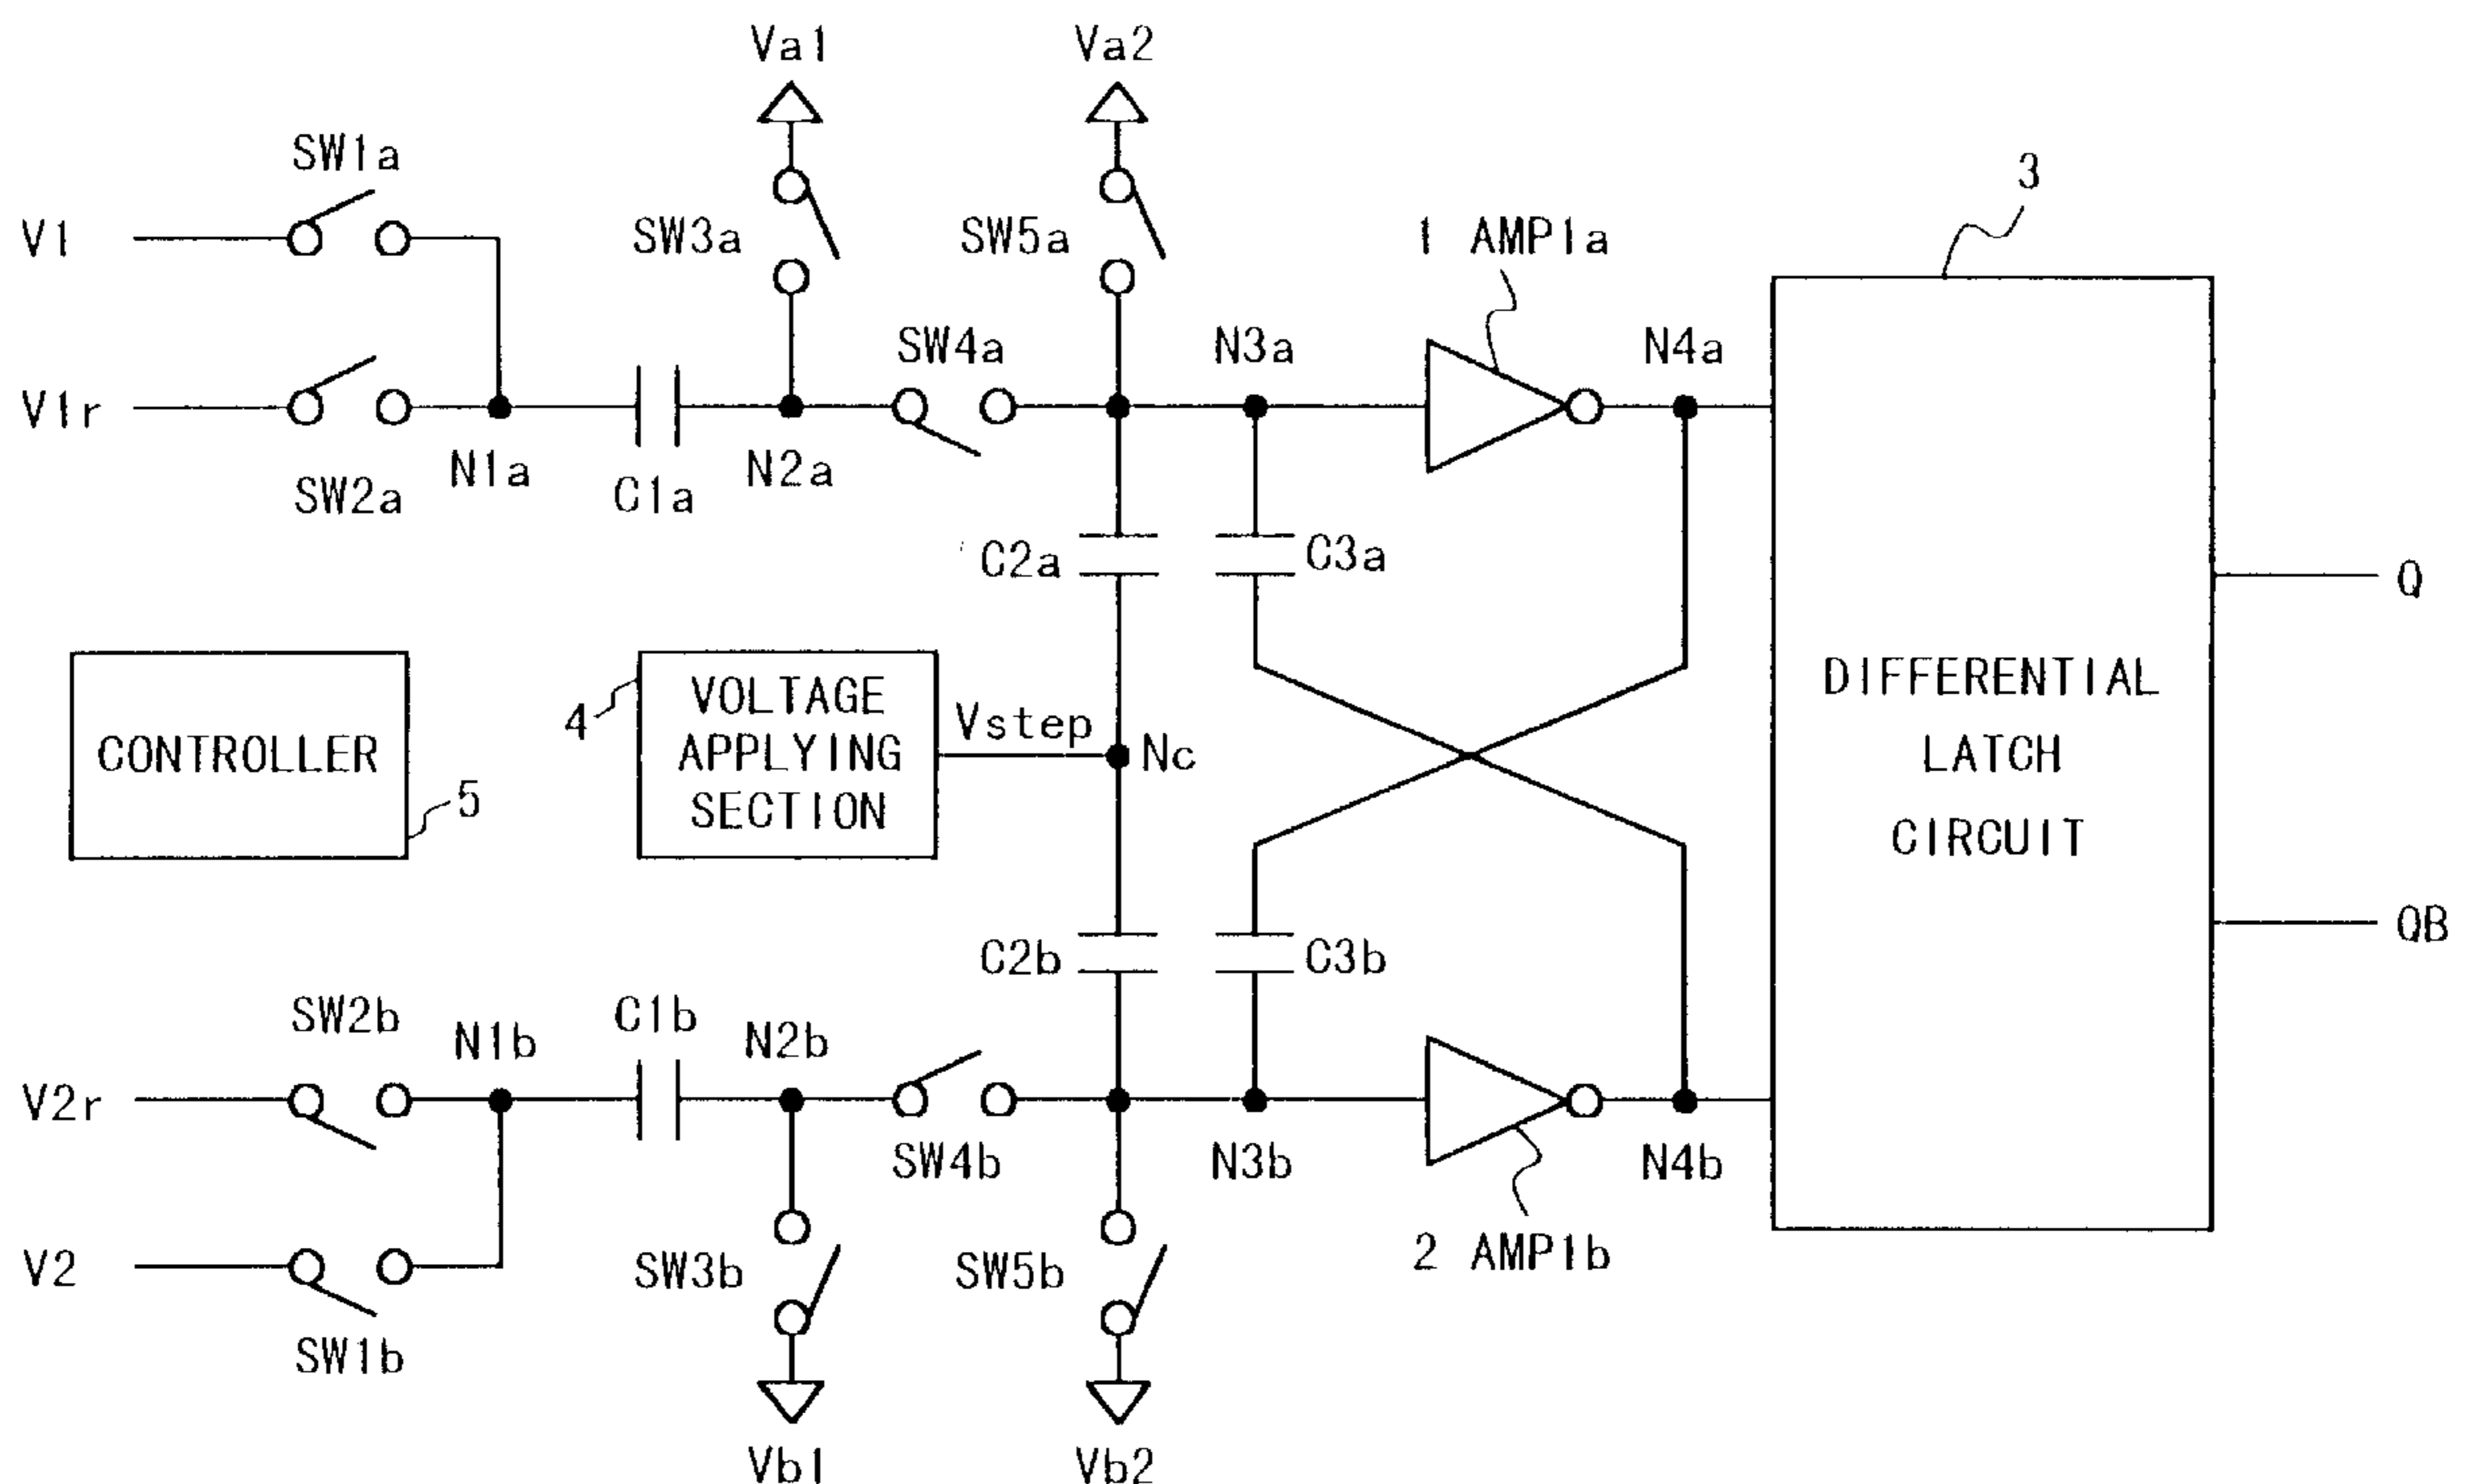 Va1
Va2
SW1a
3
V1
SW3a
SW5a
1 AMP1a
SW4a
N3a
N4a
V1r
N1a
N2a
SW2a
C1a
C2a
C3a
Q
VOLTAGE
APPLYING
SECTION
4
Vstep
Nc
CONTROLLER
5
DIFFERENTIAL
LATCH
CIRCUIT
QB
C2b
C3b
SW2b
N1b
C1b
N2b
V2r
SW4b
N3b
N4b
V2
SW3b
SW5b
2 AMP1b
SW1b
Vb1
Vb2